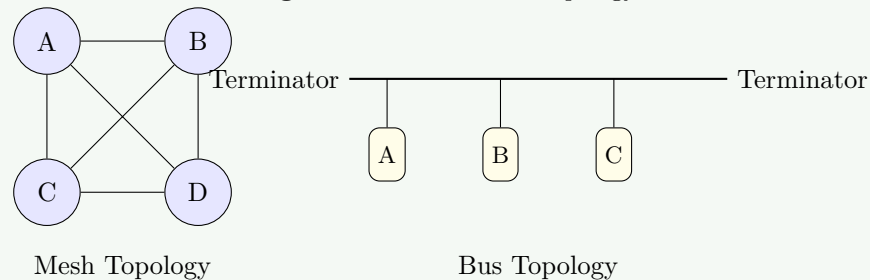 A B
Terminator Terminator
A B C
C D
Mesh Topology Bus Topology